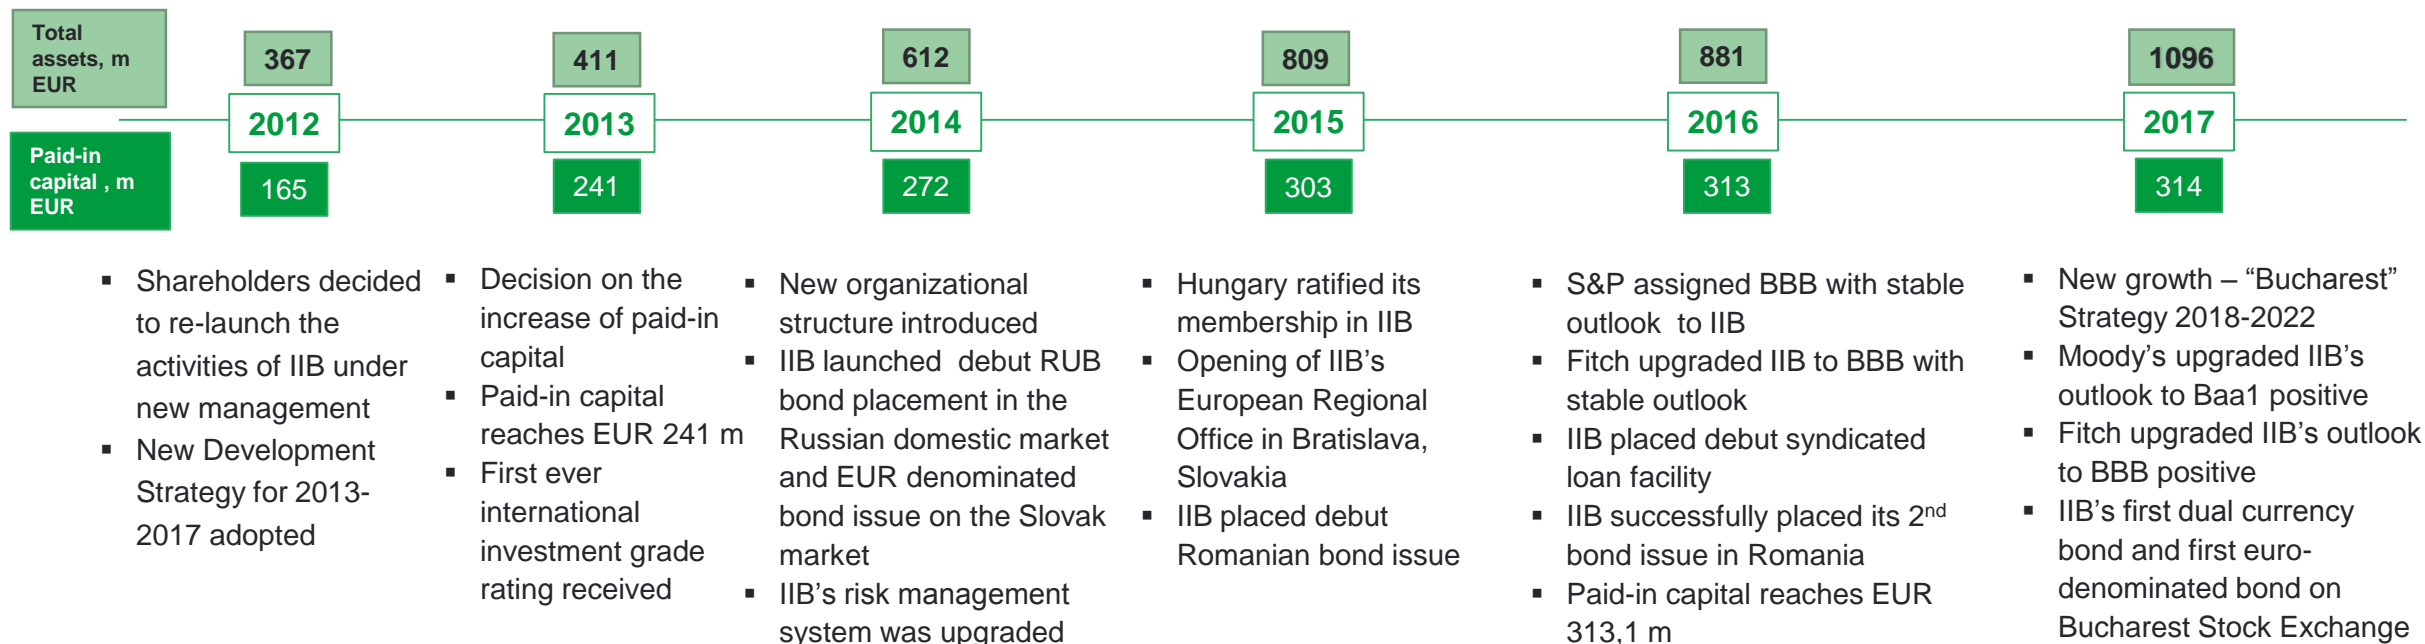 Total
assets, m
EUR
367
411
612
809
881
1096
2012
2013
2014
2015
2016
2017
Paid-in
capital , m
EUR
165
241
272
303
313
314
▪ Shareholders decided
to re-launch the
activities of IIB under
new management
▪ New Development
Strategy for 2013-
2017 adopted
▪ Decision on the
increase of paid-in
capital
▪ Paid-in capital
reaches EUR 241 m
▪ First ever
international
investment grade
rating received
▪ New organizational
structure introduced
▪ IIB launched debut RUB
bond placement in the
Russian domestic market
and EUR denominated
bond issue on the Slovak
market
▪ IIB's risk management
system was upgraded
▪ Hungary ratified its
membership in IIB
▪ Opening of IIB's
European Regional
Office in Bratislava,
Slovakia
▪ IIB placed debut
Romanian bond issue
▪ S&P assigned BBB with stable
outlook to IIB
▪ Fitch upgraded IIB to BBB with
stable outlook
▪ IIB placed debut syndicated
loan facility
▪ IIB successfully placed its 2nd
bond issue in Romania
▪ Paid-in capital reaches EUR
313,1 m
▪ New growth – “Bucharest”
Strategy 2018-2022
▪ Moody's upgraded IIB's
outlook to Baa1 positive
▪ Fitch upgraded IIB's outlook
to BBB positive
▪ IIB's first dual currency
bond and first euro-
denominated bond on
Bucharest Stock Exchange